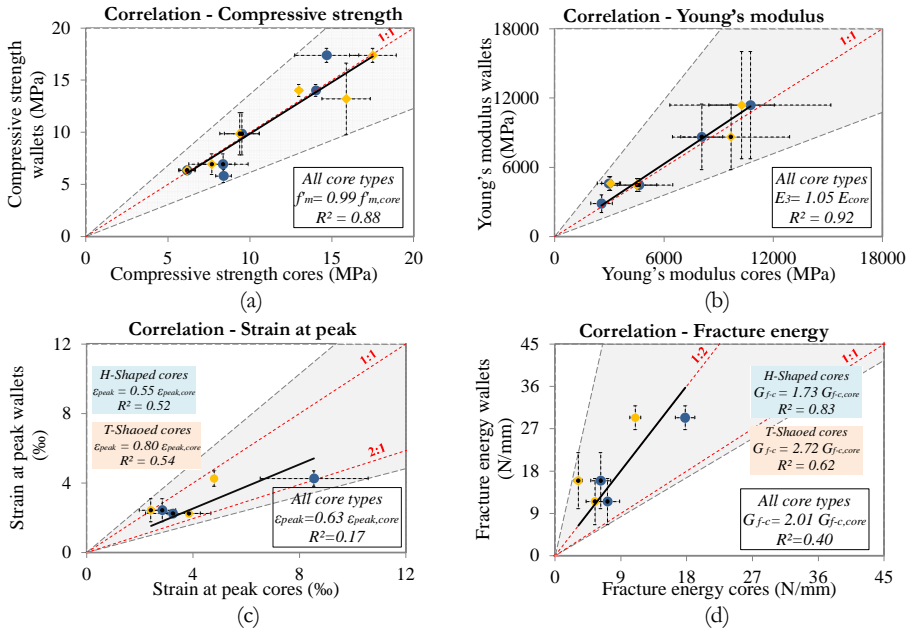 Correlation - Compressive strength
20
15
10
5
0
0
5
10
15
20
Compressive strength
wallets (MPa)
Compressive strength cores (MPa)
1:1
All core types
f'm= 0.99 f'm,core
R² = 0.88
(a)
Correlation - Young's modulus
18000
12000
6000
0
0
6000
12000
18000
Young's modulus wallets
(MPa)
Young's modulus cores (MPa)
1:1
All core types
E3= 1.05 Ecore
R² = 0.92
(b)
Correlation - Strain at peak
12
8
4
0
0
4
8
12
Strain at peak wallets
(‰)
Strain at peak cores (‰)
1:1
2:1
H-Shaped cores
εpeak = 0.55 εpeak,core
R² = 0.52
T-Shaoed cores
εpeak = 0.80 εpeak,core
R² = 0.54
All core types
εpeak=0.63 εpeak,core
R²=0.17
(c)
Correlation - Fracture energy
45
36
27
18
9
0
0
9
18
27
36
45
Fracture energy wallets
(N/mm)
Fracture energy cores (N/mm)
1:2
1:1
H-Shaped cores
G f-c = 1.73 G f-c,core
R² = 0.83
T-Shaoed cores
G f-c = 2.72 G f-c,core
R² = 0.62
All core types
G f-c = 2.01 G f-c,core
R²=0.40
(d)